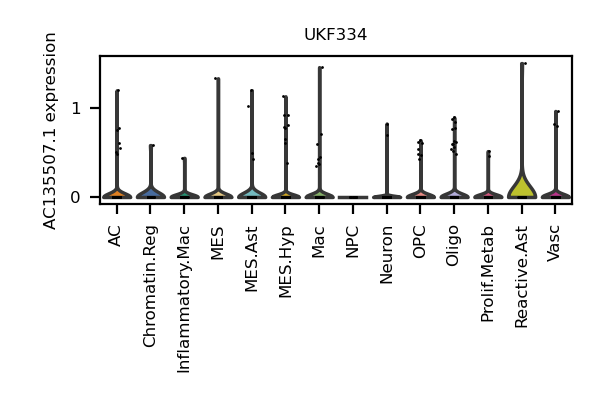 UKF334
AC135507.1 expression
1
0
AC
Chromatin.Reg
Inflammatory.Mac
MES
MES.Ast
MES.Hyp
Mac
NPC
Neuron
OPC
Oligo
Prolif.Metab
Reactive.Ast
Vasc